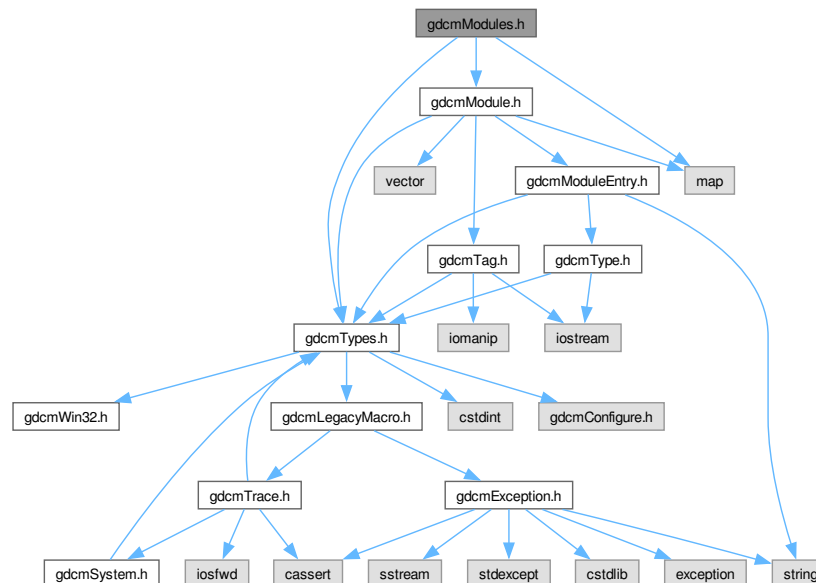 gdcmModules.h
gdcmModule.h
vector
gdcmModuleEntry.h
map
gdcmTag.h
gdcmType.h
gdcmTypes.h
iomanip
iostream
gdcmWin32.h
gdcmLegacyMacro.h
cstdint
gdcmConfigure.h
gdcmTrace.h
gdcmException.h
gdcmSystem.h
iosfwd
cassert
sstream
stdexcept
cstdlib
exception
string